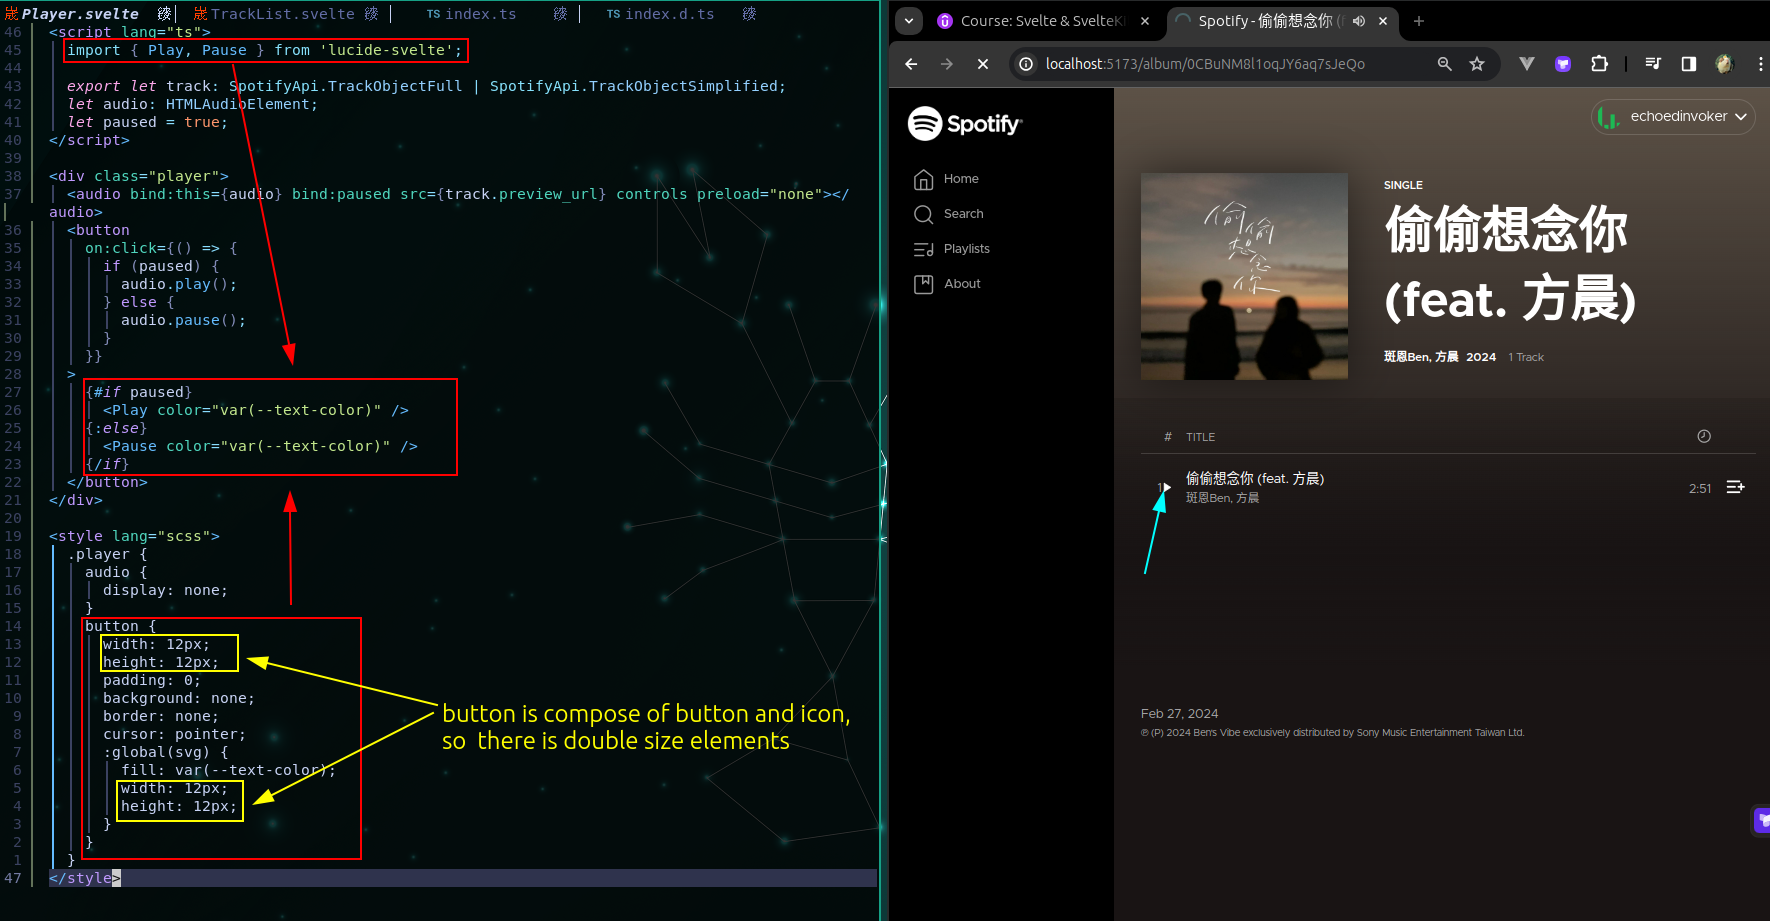 Player.svelte
TrackList.svelte
TS index.ts
TS index.d.ts
46 <script lang="ts">
45 import { Play, Pause } from 'lucide-svelte';
44
43 export let track: SpotifyApi.TrackObjectFull | SpotifyApi.TrackObjectSimplified;
42 let audio: HTMLAudioElement;
41 let paused = true;
40 </script>
39
38 <div class="player">
37 <audio bind:this={audio} bind:paused src={track.preview_url} controls preload="none"></
audio>
36 <button
35 on:click={() => {
34 if (paused) {
33 audio.play();
32 } else {
31 audio.pause();
30 }
29 }}
28 >
27 {#if paused}
26 <Play color="var(--text-color)" />
25 {:else}
24 <Pause color="var(--text-color)" />
23 {/if}
22 </button>
21 </div>
20
19 <style lang="scss">
18 .player {
17 audio {
16 display: none;
15 }
14 button {
13 width: 12px;
12 height: 12px;
11 padding: 0;
10 background: none;
9 border: none;
8 cursor: pointer;
7 :global(svg) {
6 fill: var(--text-color);
5 width: 12px;
4 height: 12px;
3 }
2 }
1 }
47 </style>
button is compose of button and icon,
so there is double size elements
Course: Svelte & SvelteKi
Spotify - 偷偷想念你 (f
localhost:5173/album/0CBuNM8l1oqJY6aq7sJeQo
Spotify
Home
Search
Playlists
About
echoedinvoker
偷偷想念你
SINGLE
偷偷想念你
(feat. 方晨)
斑恩Ben, 方晨 2024 1 Track
# TITLE
1 偷偷想念你 (feat. 方晨)
斑恩Ben, 方晨
2:51
Feb 27, 2024
℗ (P) 2024 Ben's Vibe exclusively distributed by Sony Music Entertainment Taiwan Ltd.